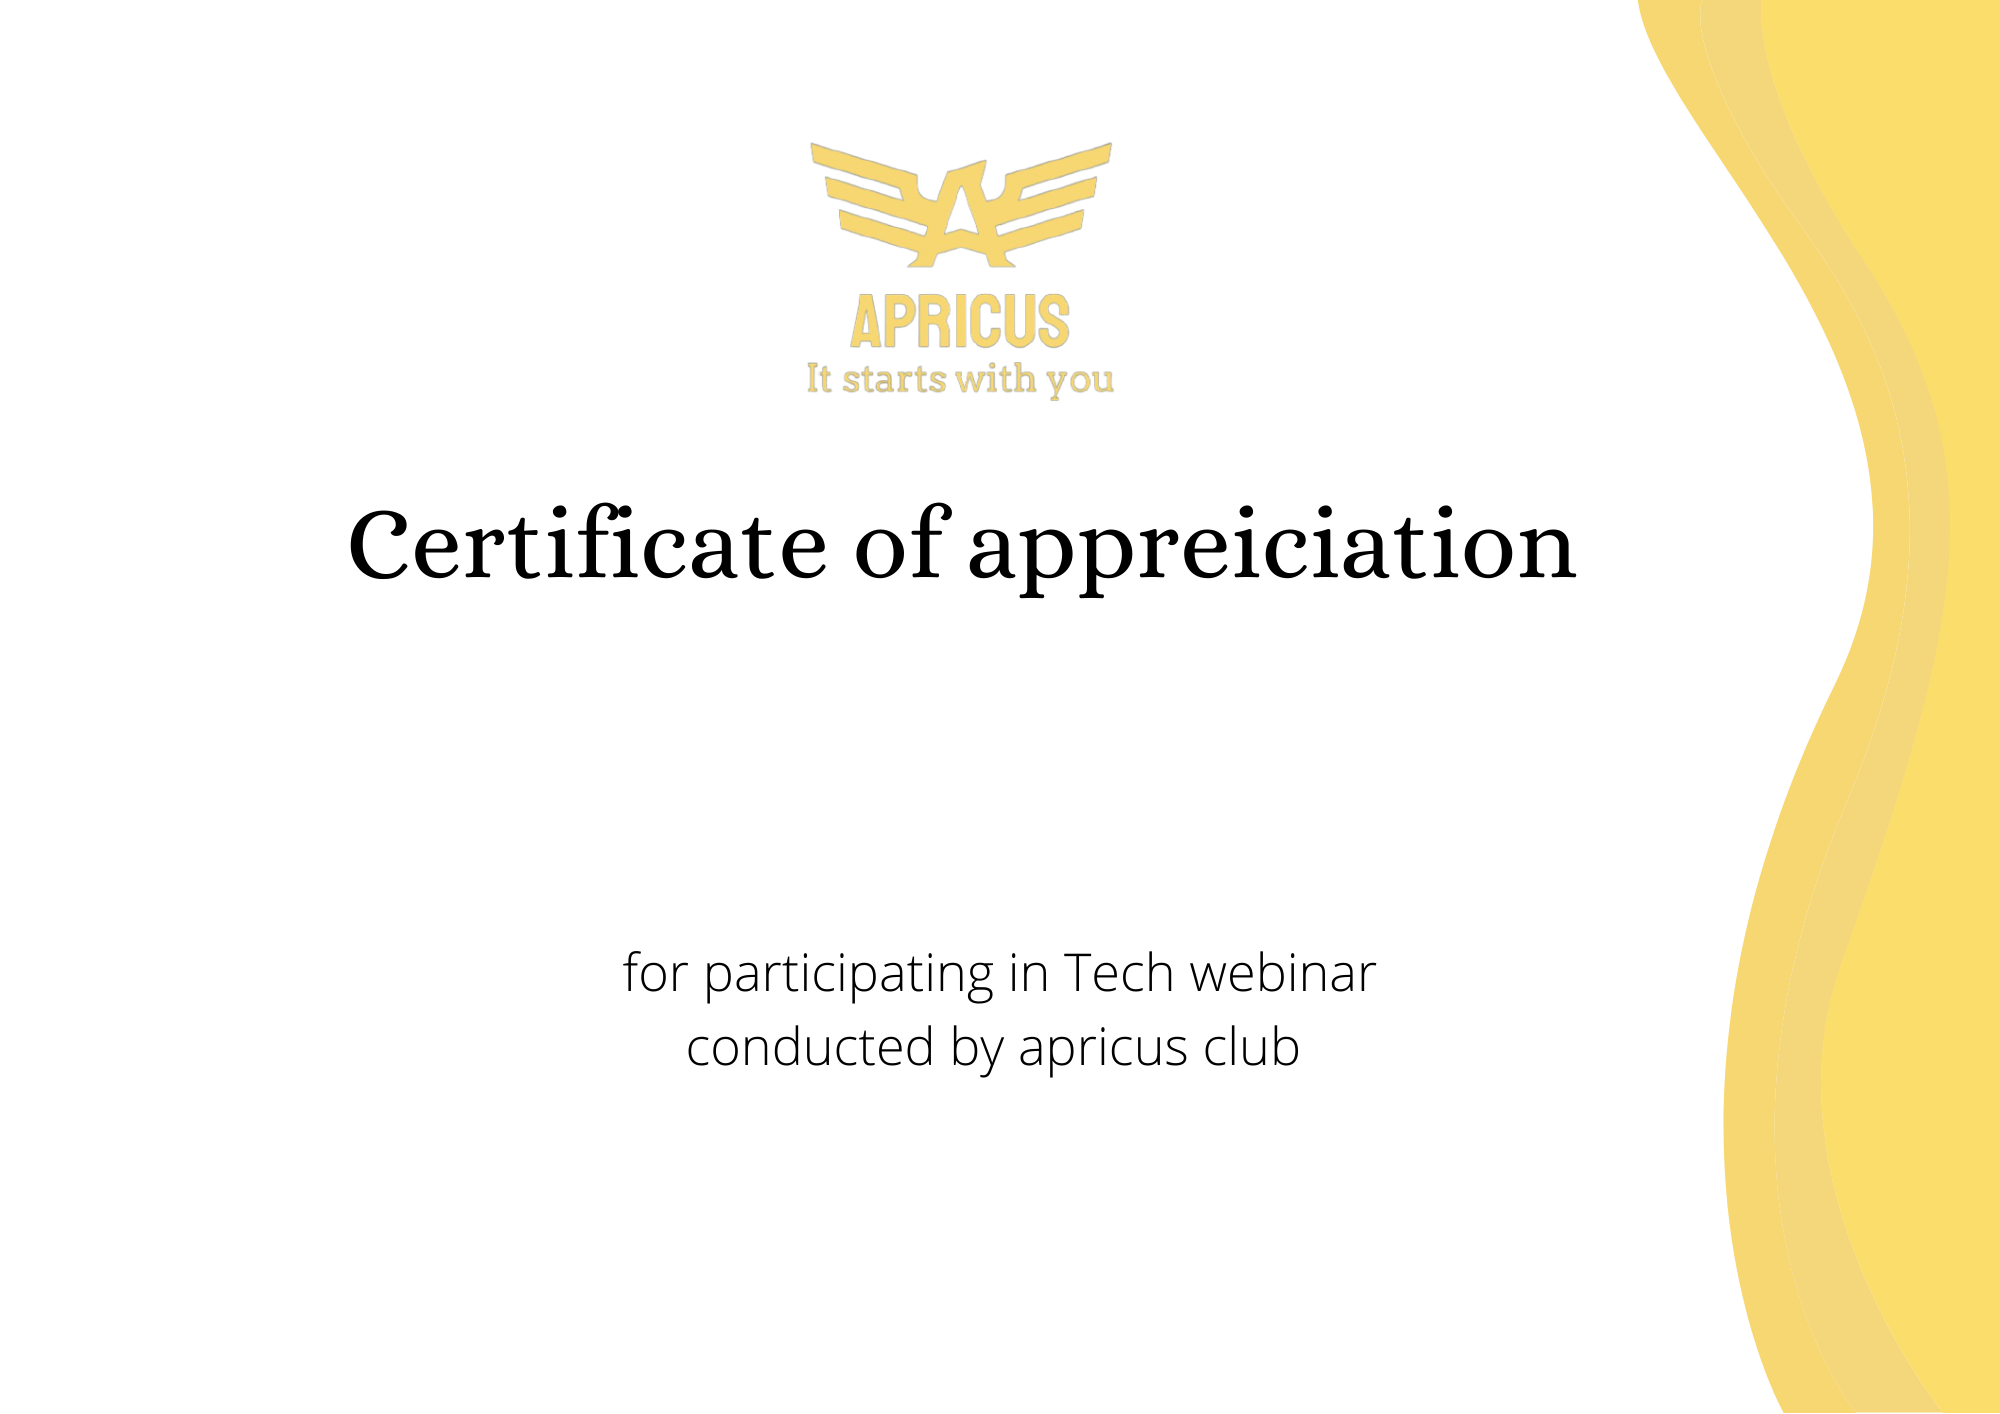 APRICUS
It starts with you
Certificate of appreiciation
for participating in Tech webinar
conducted by apricus club